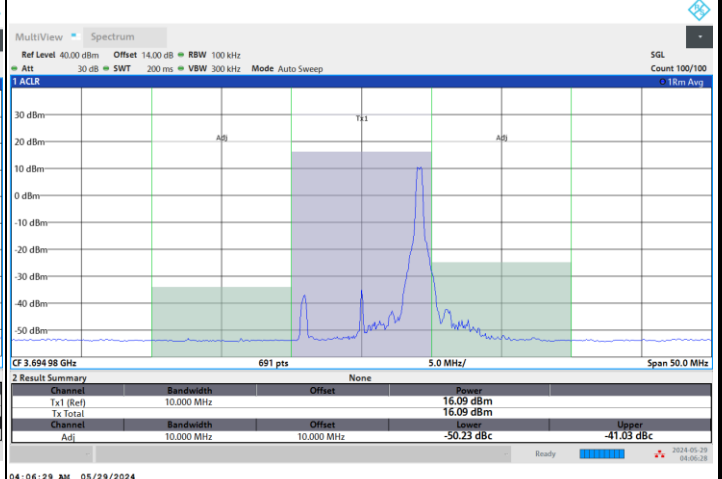 MultiView Spectrum
Ref Level 40.00 dBm Offset 14.00 dB RBW 100 kHz SGL
Att 30 dB SWT 200 ms VBW 300 kHz Mode Auto Sweep Count 100/100
1 ACLR 1Rm Avg
30 dBm
Tx1
20 dBm
Adj Adj
10 dBm
0 dBm
-10 dBm
-20 dBm
-30 dBm
-40 dBm
-50 dBm
CF 3.69498 GHz 691 pts 5.0 MHz/ Span 50.0 MHz
2 Result Summary None
Channel Bandwidth Offset Power
Tx1 (Ref) 10.000 MHz 16.09 dBm
Tx Total 16.09 dBm
Channel Bandwidth Offset Lower Upper
Adj 10.000 MHz 10.000 MHz -50.23 dBc -41.03 dBc
Ready 2024-05-29
04:06:28
04:06:29 AM 05/29/2024